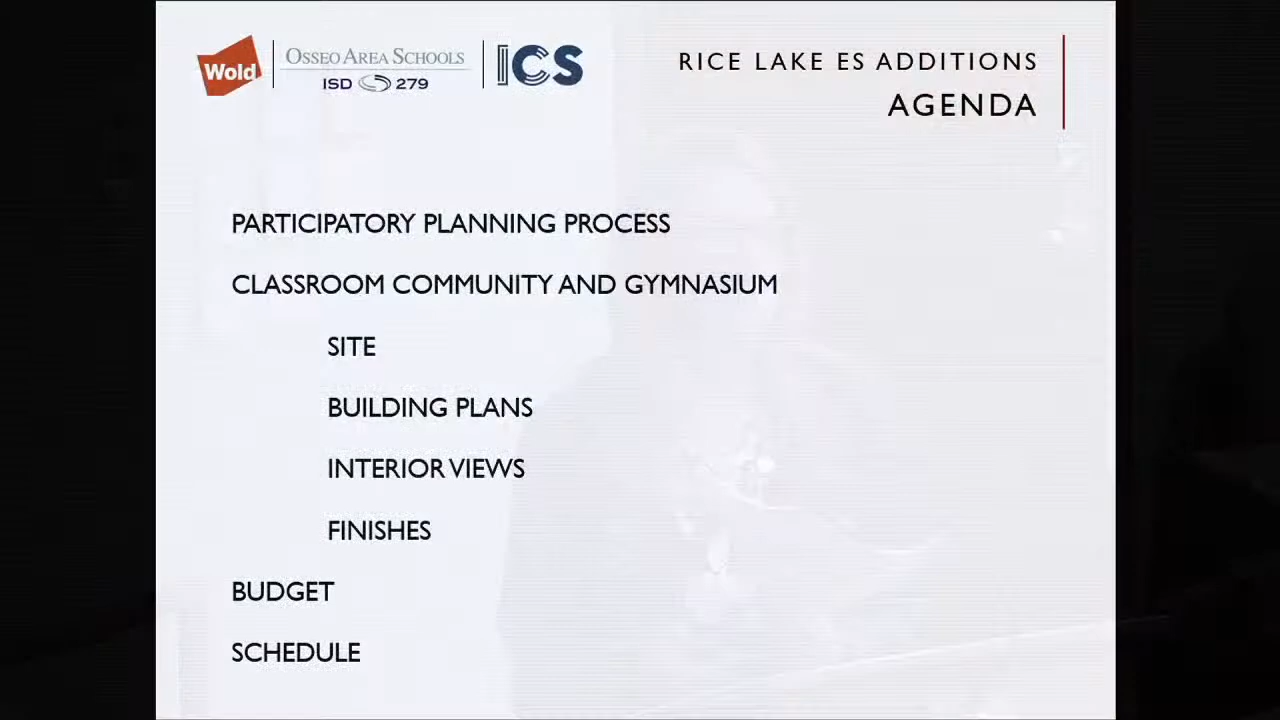 Wold
OSSEO AREA SCHOOLS
ISD 279
ICS
RICE LAKE ES ADDITIONS
AGENDA
PARTICIPATORY PLANNING PROCESS
CLASSROOM COMMUNITY AND GYMNASIUM
SITE
BUILDING PLANS
INTERIOR VIEWS
FINISHES
BUDGET
SCHEDULE